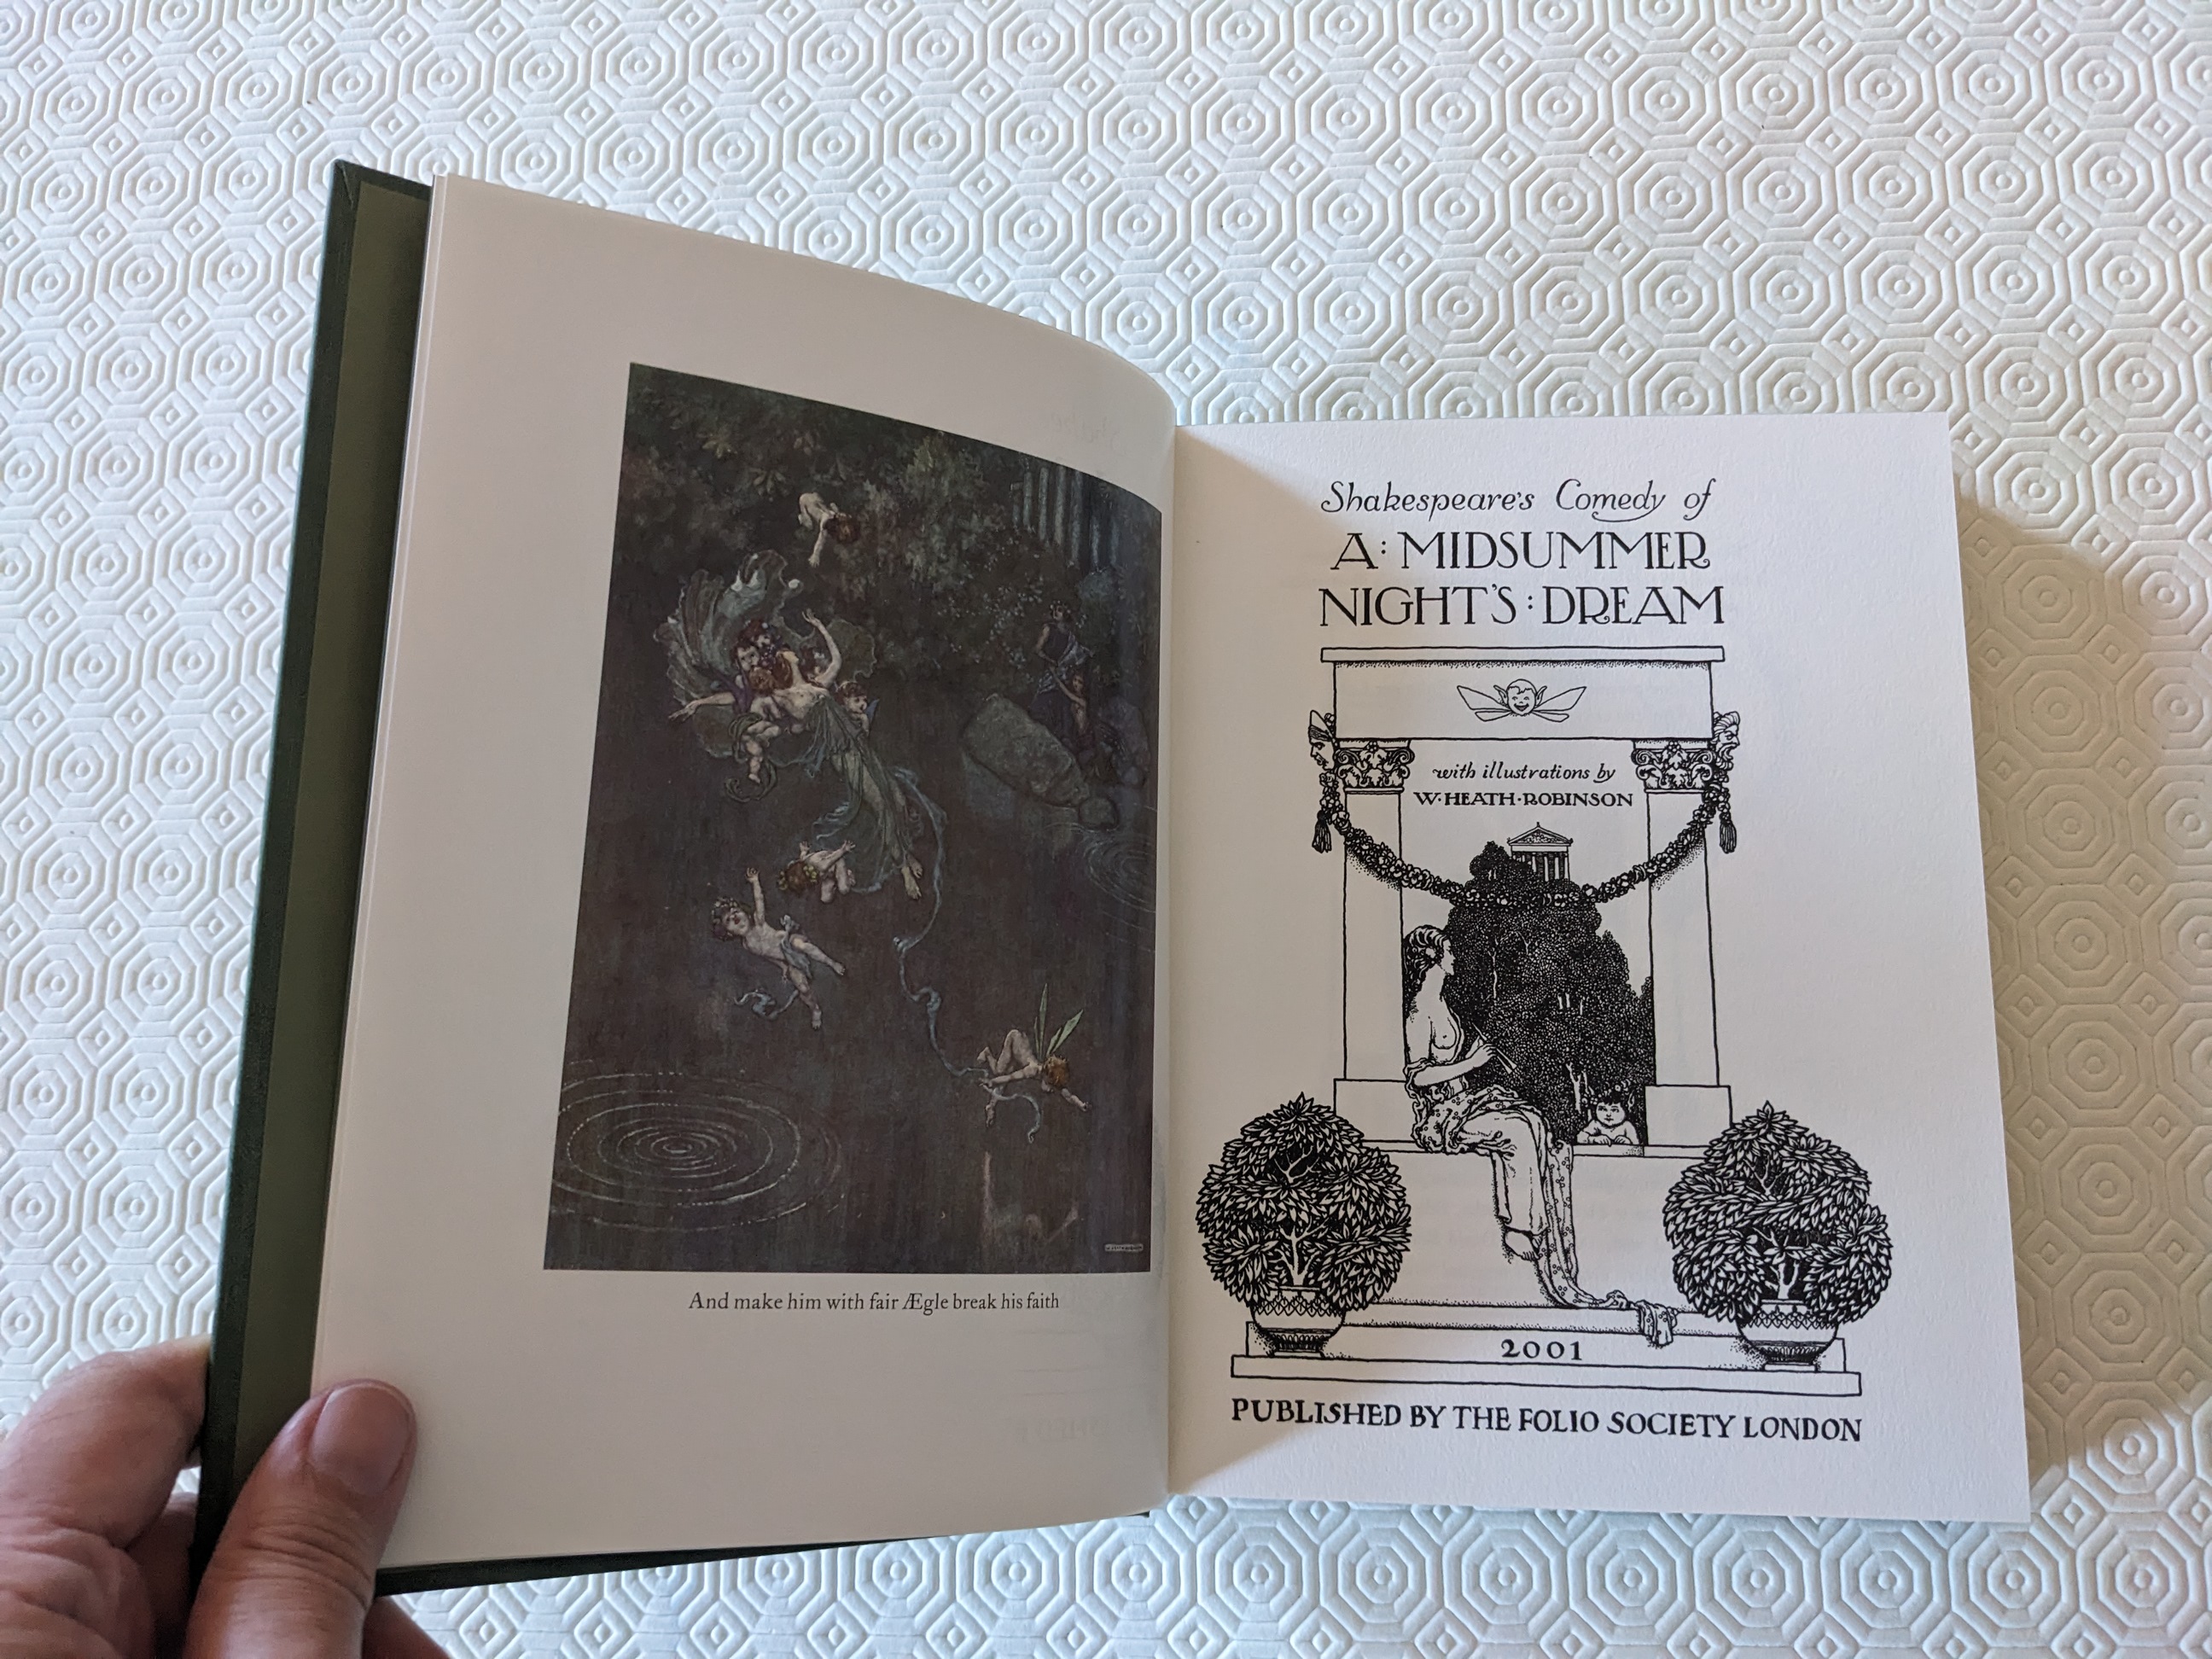 And make him with fair Ægle break his faith
Shakespeare's Comedy of
A: MIDSUMMER
NIGHT'S: DREAM
with illustrations by
W·HEATH·ROBINSON
2001
PUBLISHED BY THE FOLIO SOCIETY LONDON